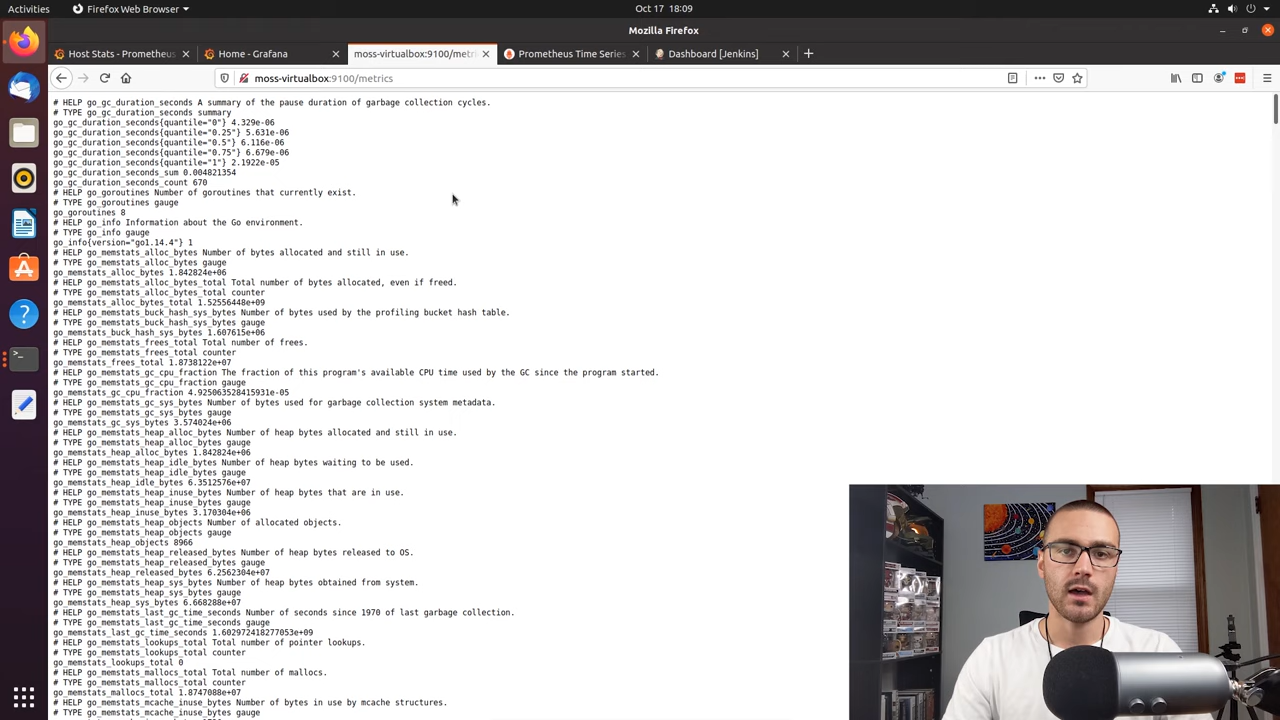 Activities
Firefox Web Browser
Oct 17 18:09
Mozilla Firefox
Host Stats - Prometheus
Home - Grafana
moss-virtualbox:9100/metri
Prometheus Time Series
Dashboard [Jenkins]
moss-virtualbox:9100/metrics
# HELP go_gc_duration_seconds A summary of the pause duration of garbage collection cycles.
# TYPE go_gc_duration_seconds summary
go_gc_duration_seconds{quantile="0"} 4.329e-06
go_gc_duration_seconds{quantile="0.25"} 5.631e-06
go_gc_duration_seconds{quantile="0.5"} 6.116e-06
go_gc_duration_seconds{quantile="0.75"} 6.679e-06
go_gc_duration_seconds{quantile="1"} 2.1922e-05
go_gc_duration_seconds_sum 0.004821354
go_gc_duration_seconds_count 670
# HELP go_goroutines Number of goroutines that currently exist.
# TYPE go_goroutines gauge
go_goroutines 8
# HELP go_info Information about the Go environment.
# TYPE go_info gauge
go_info{version="go1.14.4"} 1
# HELP go_memstats_alloc_bytes Number of bytes allocated and still in use.
# TYPE go_memstats_alloc_bytes gauge
go_memstats_alloc_bytes 1.842824e+06
# HELP go_memstats_alloc_bytes_total Total number of bytes allocated, even if freed.
# TYPE go_memstats_alloc_bytes_total counter
go_memstats_alloc_bytes_total 1.52556448e+09
# HELP go_memstats_buck_hash_sys_bytes Number of bytes used by the profiling bucket hash table.
# TYPE go_memstats_buck_hash_sys_bytes gauge
go_memstats_buck_hash_sys_bytes 1.607615e+06
# HELP go_memstats_frees_total Total number of frees.
# TYPE go_memstats_frees_total counter
go_memstats_frees_total 1.8738122e+07
# HELP go_memstats_gc_cpu_fraction The fraction of this program's available CPU time used by the GC since the program started.
# TYPE go_memstats_gc_cpu_fraction gauge
go_memstats_gc_cpu_fraction 4.925063528415931e-05
# HELP go_memstats_gc_sys_bytes Number of bytes used for garbage collection system metadata.
# TYPE go_memstats_gc_sys_bytes gauge
go_memstats_gc_sys_bytes 3.574024e+06
# HELP go_memstats_heap_alloc_bytes Number of heap bytes allocated and still in use.
# TYPE go_memstats_heap_alloc_bytes gauge
go_memstats_heap_alloc_bytes 1.842824e+06
# HELP go_memstats_heap_idle_bytes Number of heap bytes waiting to be used.
# TYPE go_memstats_heap_idle_bytes gauge
go_memstats_heap_idle_bytes 6.3512576e+07
# HELP go_memstats_heap_inuse_bytes Number of heap bytes that are in use.
# TYPE go_memstats_heap_inuse_bytes gauge
go_memstats_heap_inuse_bytes 3.170304e+06
# HELP go_memstats_heap_objects Number of allocated objects.
# TYPE go_memstats_heap_objects gauge
go_memstats_heap_objects 8966
# HELP go_memstats_heap_released_bytes Number of heap bytes released to OS.
# TYPE go_memstats_heap_released_bytes gauge
go_memstats_heap_released_bytes 6.2562304e+07
# HELP go_memstats_heap_sys_bytes Number of heap bytes obtained from system.
# TYPE go_memstats_heap_sys_bytes gauge
go_memstats_heap_sys_bytes 6.668288e+07
# HELP go_memstats_last_gc_time_seconds Number of seconds since 1970 of last garbage collection.
# TYPE go_memstats_last_gc_time_seconds gauge
go_memstats_last_gc_time_seconds 1.602972418277053e+09
# HELP go_memstats_lookups_total Total number of pointer lookups.
# TYPE go_memstats_lookups_total counter
go_memstats_lookups_total 0
# HELP go_memstats_mallocs_total Total number of mallocs.
# TYPE go_memstats_mallocs_total counter
go_memstats_mallocs_total 1.8747088e+07
# HELP go_memstats_mcache_inuse_bytes Number of bytes in use by mcache structures.
# TYPE go_memstats_mcache_inuse_bytes gauge